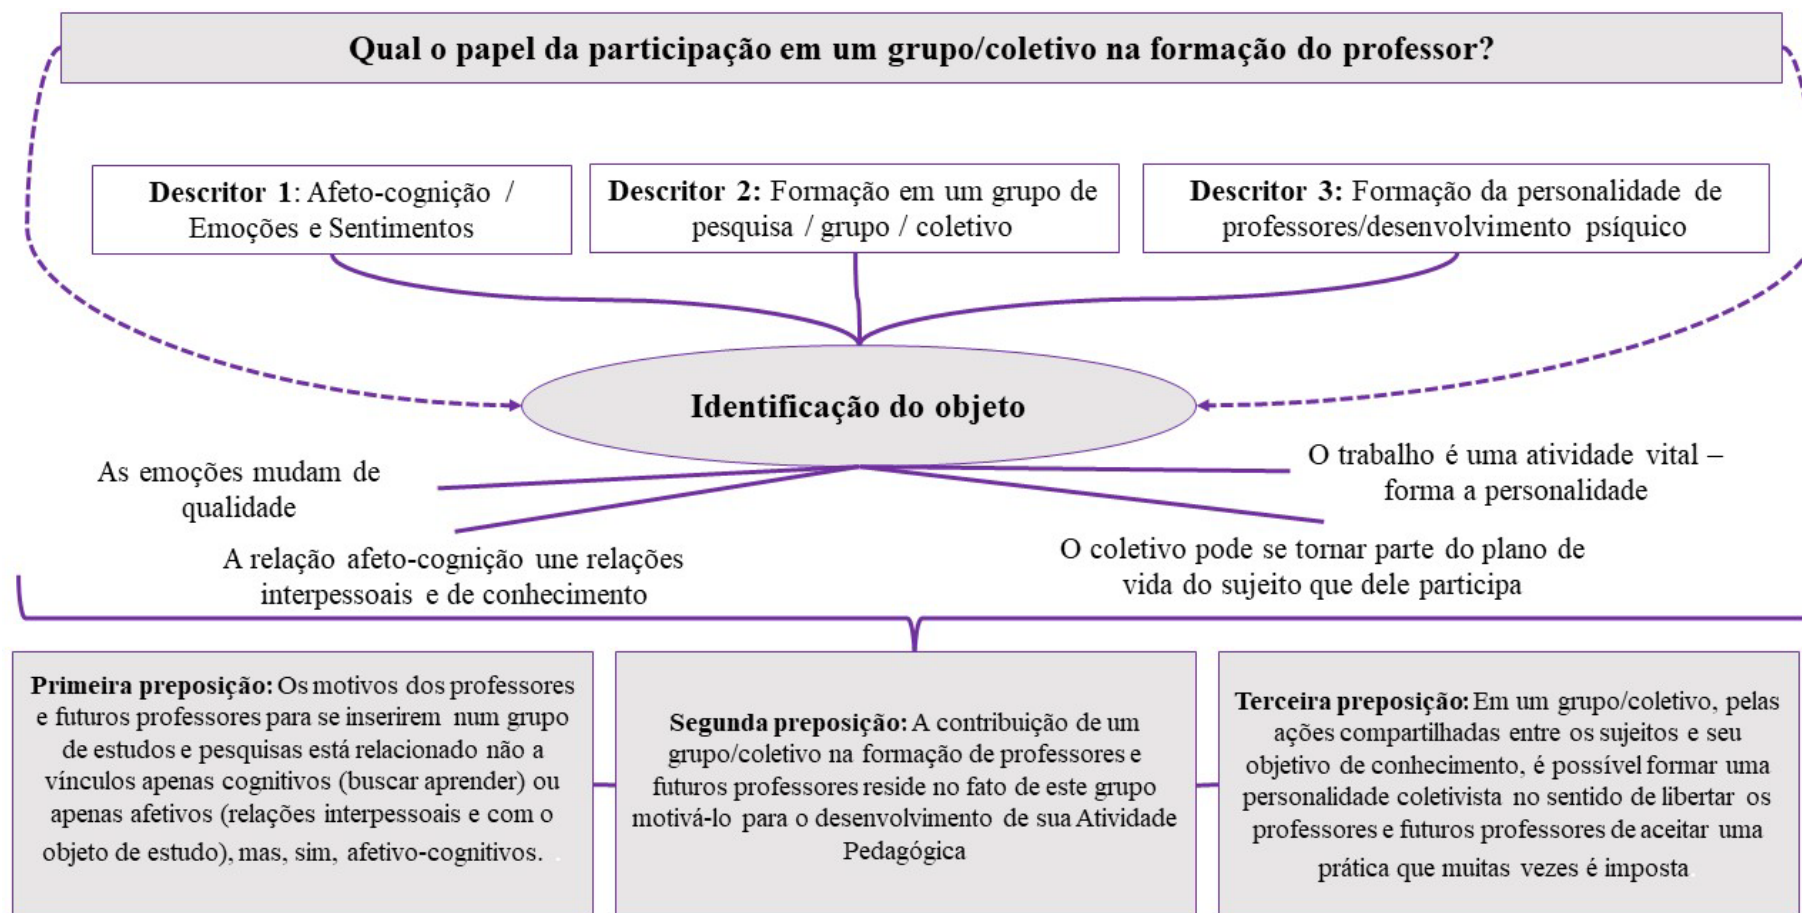 Qual o papel da participação em um grupo/coletivo na formação do professor?
Descritor 1: Afeto-cognição /
Emoções e Sentimentos
Descritor 2: Formação em um grupo de
pesquisa / grupo / coletivo
Descritor 3: Formação da personalidade de
professores/desenvolvimento psíquico
Identificação do objeto
As emoções mudam de
qualidade
A relação afeto-cognição une relações
interpessoais e de conhecimento
O trabalho é uma atividade vital –
forma a personalidade
O coletivo pode se tornar parte do plano de
vida do sujeito que dele participa
Primeira preposição: Os motivos dos professores
e futuros professores para se inserirem num grupo
de estudos e pesquisas está relacionado não a
vínculos apenas cognitivos (buscar aprender) ou
apenas afetivos (relações interpessoais e com o
objeto de estudo), mas, sim, afetivo-cognitivos.
Segunda preposição: A contribuição de um
grupo/coletivo na formação de professores e
futuros professores reside no fato de este grupo
motivá-lo para o desenvolvimento de sua Atividade
Pedagógica
Terceira preposição: Em um grupo/coletivo, pelas
ações compartilhadas entre os sujeitos e seu
objetivo de conhecimento, é possível formar uma
personalidade coletivista no sentido de libertar os
professores e futuros professores de aceitar uma
prática que muitas vezes é imposta